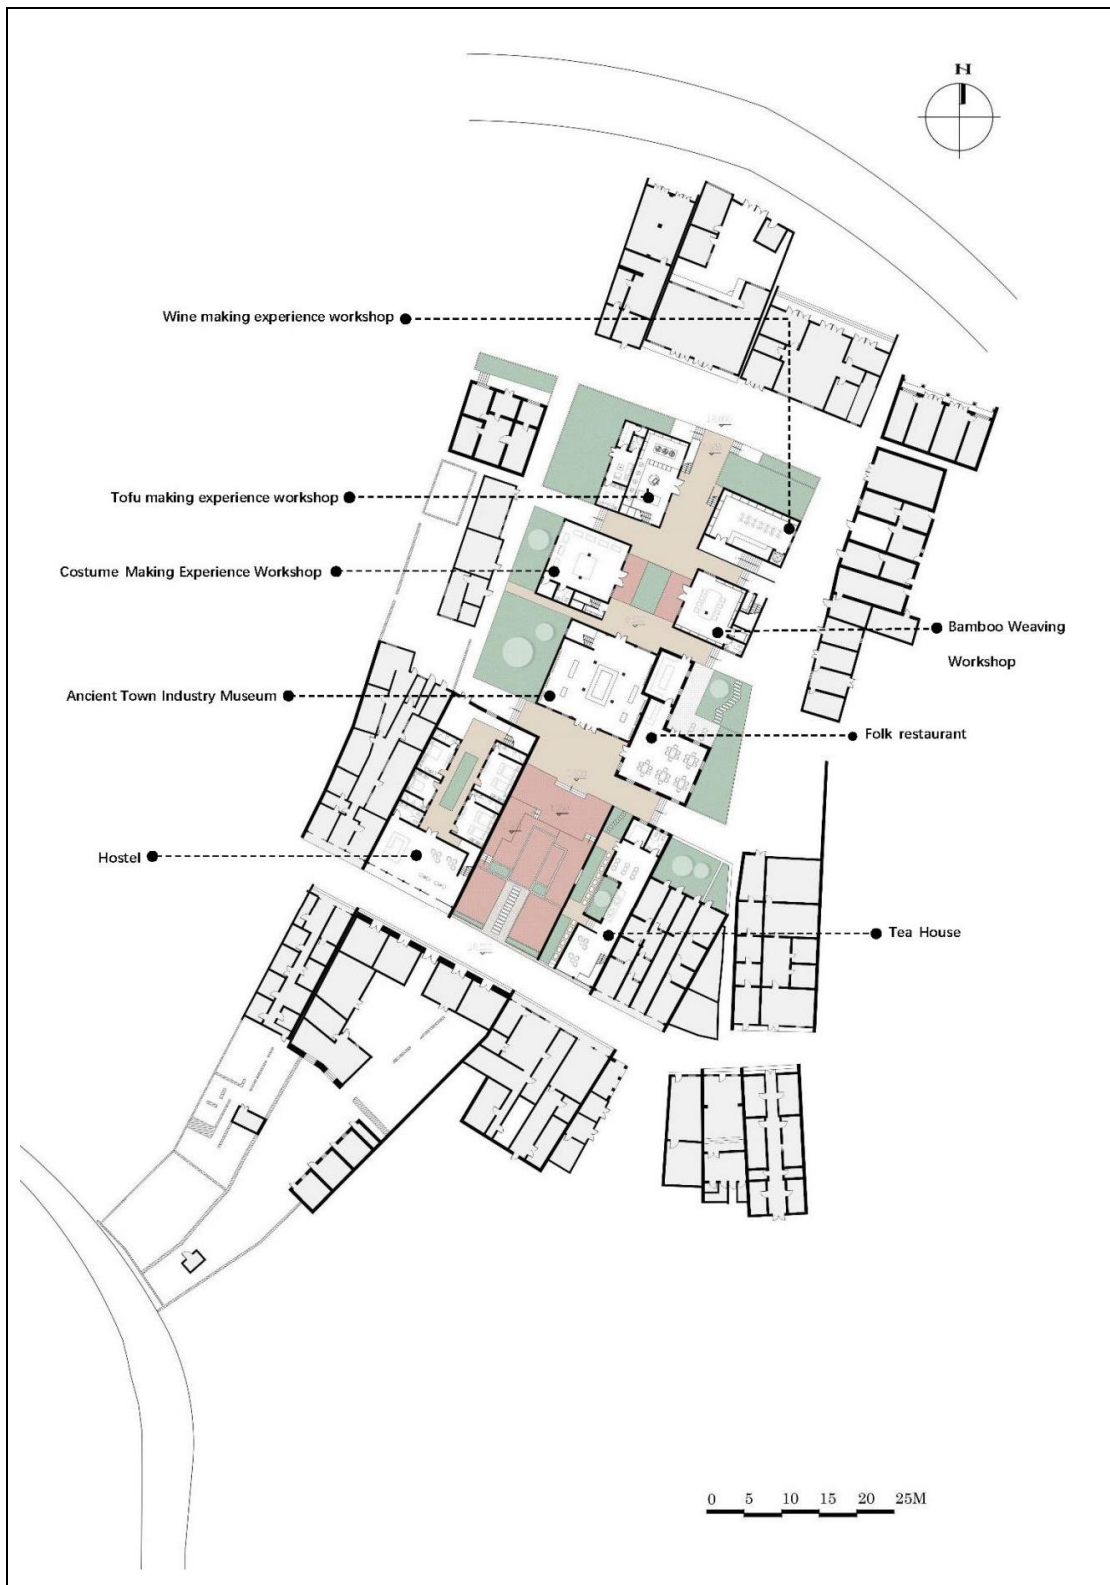 N
Wine making experience workshop
Tofu making experience workshop
Costume Making Experience Workshop
Bamboo Weaving
Workshop
Ancient Town Industry Museum
Folk restaurant
Hostel
Tea House
0 5 10 15 20 25M